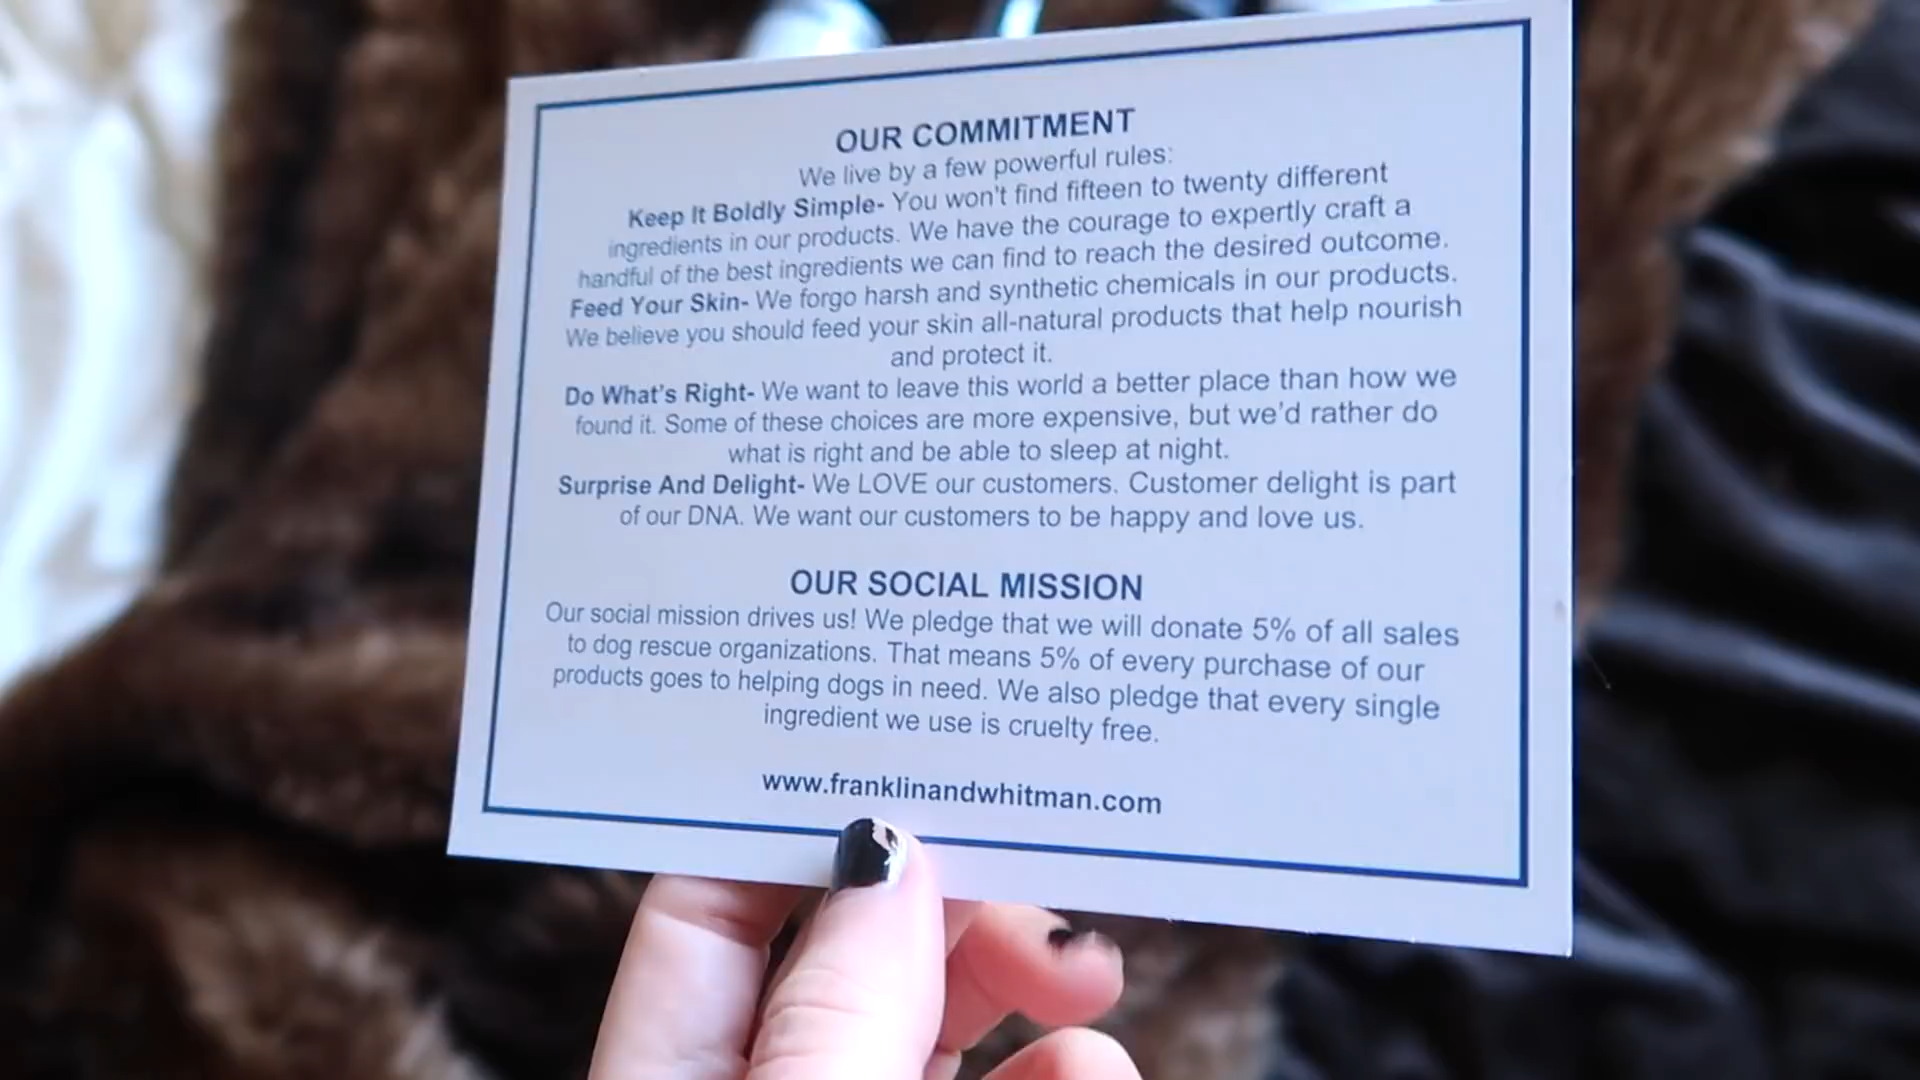 OUR COMMITMENT
We live by a few powerful rules:
Keep It Boldly Simple- You won't find fifteen to twenty different
ingredients in our products. We have the courage to expertly craft a
handful of the best ingredients we can find to reach the desired outcome.
Feed Your Skin- We forgo harsh and synthetic chemicals in our products.
We believe you should feed your skin all-natural products that help nourish
and protect it.
Do What's Right- We want to leave this world a better place than how we
found it. Some of these choices are more expensive, but we'd rather do
what is right and be able to sleep at night.
Surprise And Delight- We LOVE our customers. Customer delight is part
of our DNA. We want our customers to be happy and love us.
OUR SOCIAL MISSION
Our social mission drives us! We pledge that we will donate 5% of all sales
to dog rescue organizations. That means 5% of every purchase of our
products goes to helping dogs in need. We also pledge that every single
ingredient we use is cruelty free.
www.franklinandwhitman.com